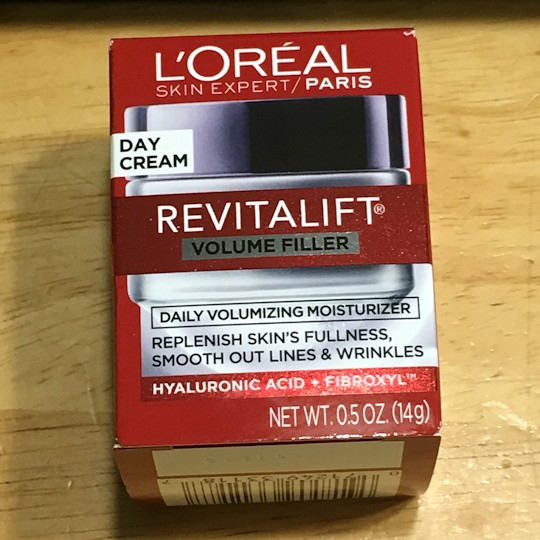 L'ORÉAL
SKIN EXPERT/PARIS
DAY
CREAM
REVITALIFT®
VOLUME FILLER
DAILY VOLUMIZING MOISTURIZER
REPLENISH SKIN'S FULLNESS,
SMOOTH OUT LINES & WRINKLES
HYALURONIC ACID + FIBROXYL™
NET WT. 0.5 OZ. (14g)